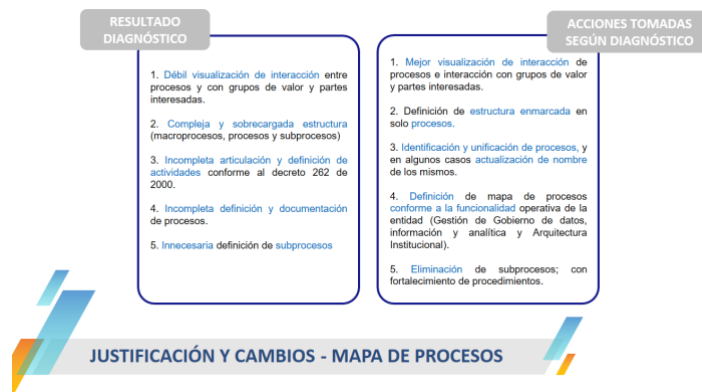 RESULTADO
DIAGNÓSTICO
1. Débil visualización de interacción entre
procesos y con grupos de valor y partes
interesadas.
2. Compleja y sobrecargada estructura
(macroprocesos, procesos y subprocesos)
3. Incompleta articulación y definición de
actividades conforme al decreto 262 de
2000.
4. Incompleta definición y documentación
de procesos.
5. Innecesaria definición de subprocesos
ACCIONES TOMADAS
SEGÚN DIAGNÓSTICO
1. Mejor visualización de interacción de
procesos e interacción con grupos de valor
y partes interesadas.
2. Definición de estructura enmarcada en
solo procesos.
3. Identificación y unificación de procesos, y
en algunos casos actualización de nombre
de los mismos.
4. Definición de mapa de procesos
conforme a la funcionalidad operativa de la
entidad (Gestión de Gobierno de datos,
información y analítica y Arquitectura
Institucional).
5. Eliminación de subprocesos; con
fortalecimiento de procedimientos.
JUSTIFICACIÓN Y CAMBIOS - MAPA DE PROCESOS